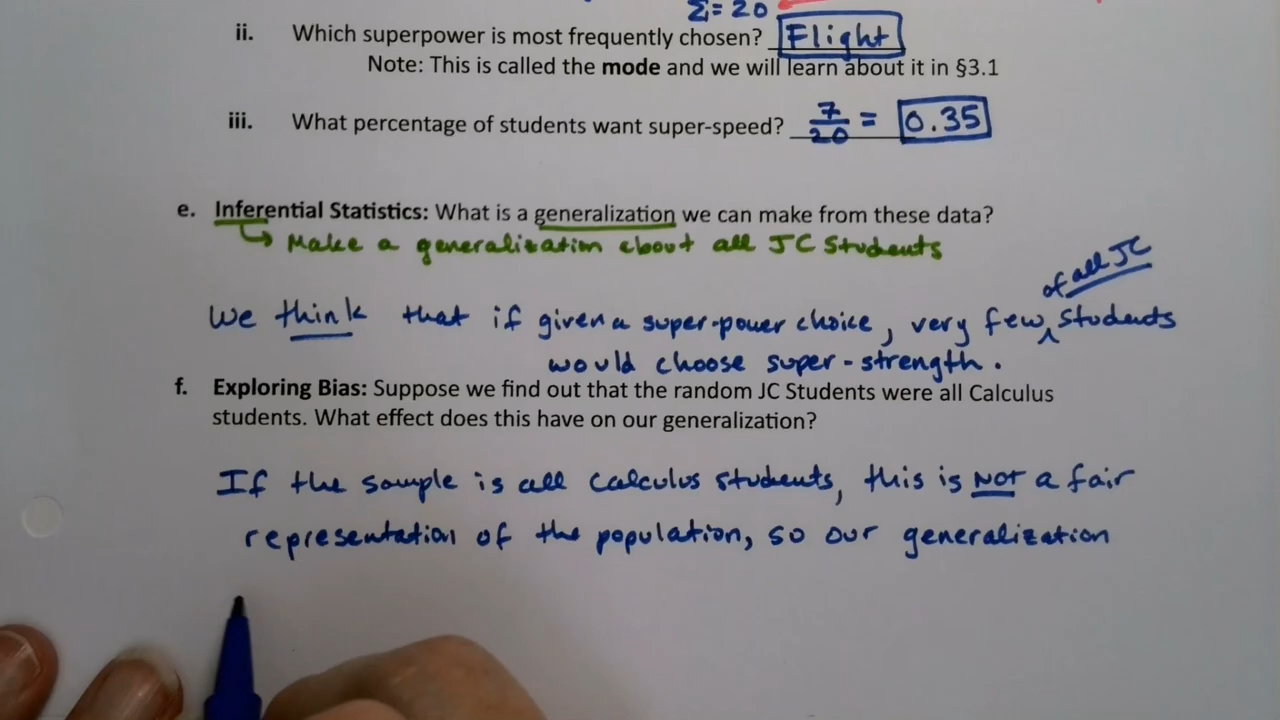 Σ = 20
ii. Which superpower is most frequently chosen? Flight
Note: This is called the mode and we will learn about it in §3.1
iii. What percentage of students want super-speed? 7/20 = 0.35
e. Inferential Statistics: What is a generalization we can make from these data?
↳ Make a generalization about all JC Students
of all JC
We think that if given a super-power choice, very few ^ students
would choose super-strength.
f. Exploring Bias: Suppose we find out that the random JC Students were all Calculus
students. What effect does this have on our generalization?
If the sample is all calculus students, this is NOT a fair
representation of the population, so our generalization